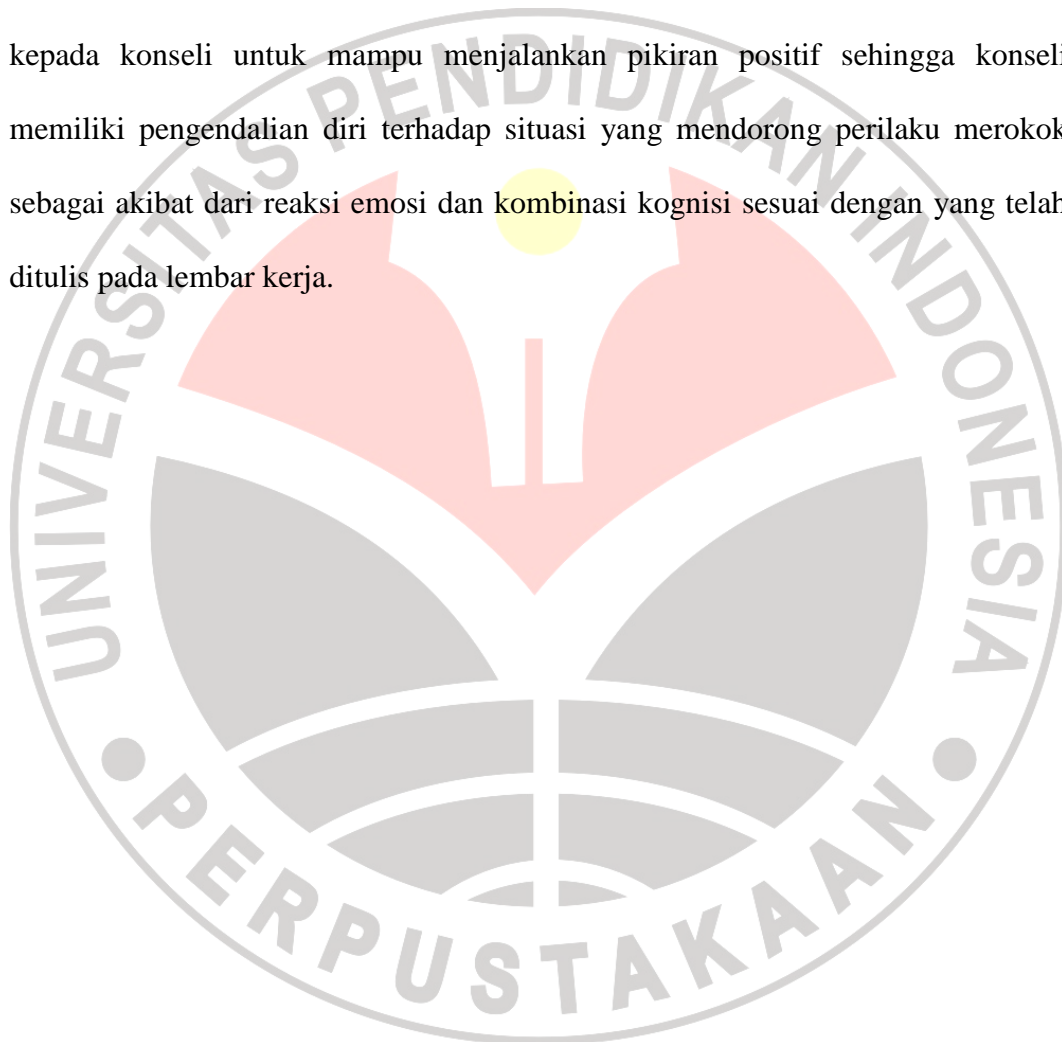 kepada konseli untuk mampu menjalankan pikiran positif sehingga konseli
memiliki pengendalian diri terhadap situasi yang mendorong perilaku merokok
sebagai akibat dari reaksi emosi dan kombinasi kognisi sesuai dengan yang telah
ditulis pada lembar kerja.
UNIVERSITAS PENDIDIKAN INDONESIA
PERPUSTAKAAN